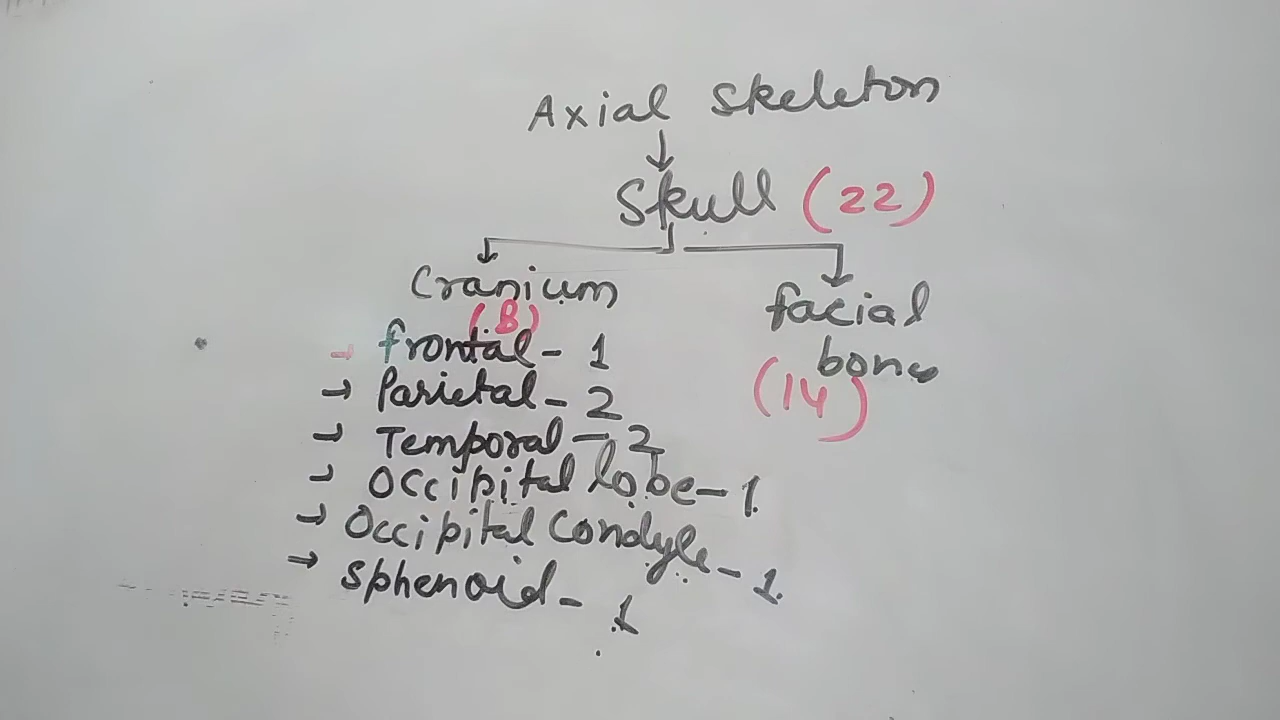 Axial Skeleton
Skull (22)
Cranium
(8)
facial
bones
(14)
→ frontal - 1
→ Parietal - 2
→ Temporal - 2
→ Occipital lobe - 1
→ Occipital Condyle - 1
→ Sphenoid - 1